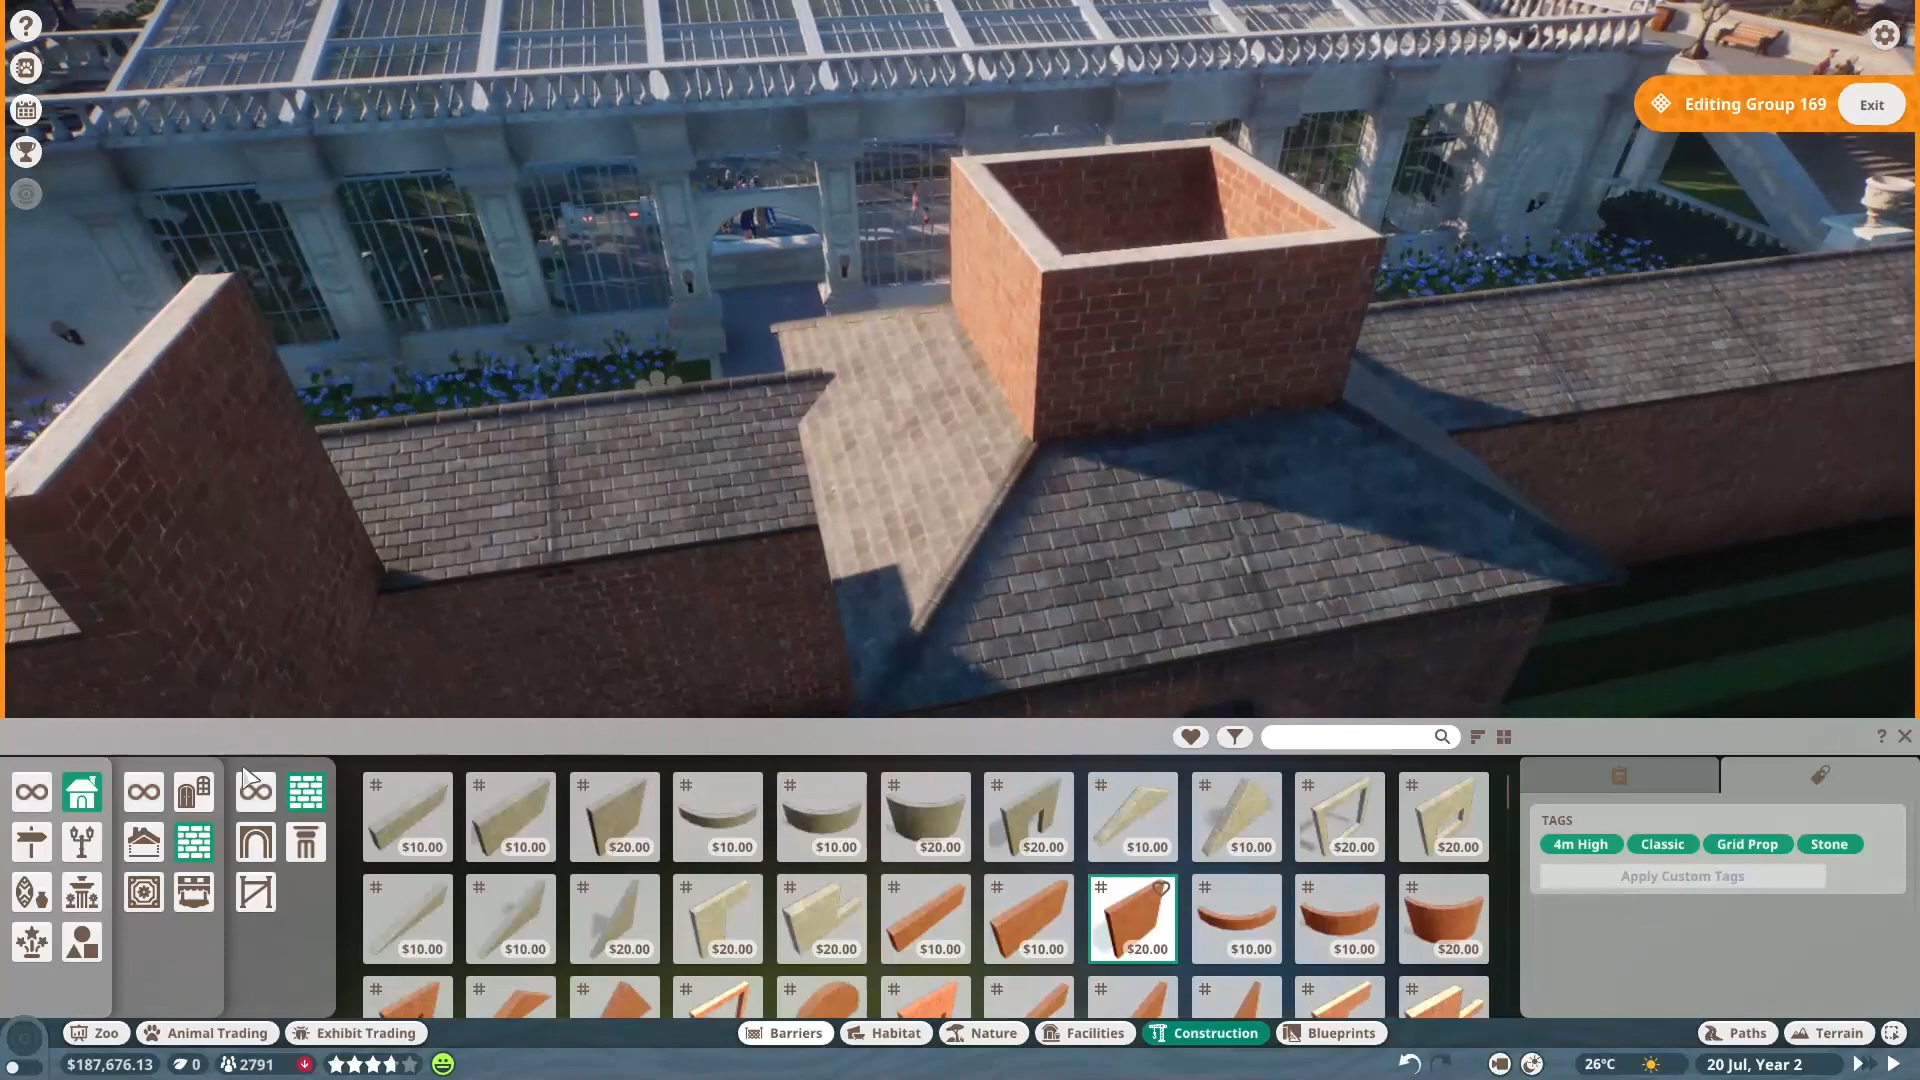 ?
Editing Group 169 Exit
?
TAGS
4m High Classic Grid Prop Stone
Apply Custom Tags
$10.00 $10.00 $20.00 $10.00 $10.00 $20.00 $20.00 $10.00 $10.00 $20.00 $20.00
$10.00 $10.00 $20.00 $20.00 $20.00 $10.00 $10.00 $20.00 $10.00 $10.00 $20.00
Zoo Animal Trading Exhibit Trading Barriers Habitat Nature Facilities Construction Blueprints Paths Terrain
$187,676.13 0 2791 26°C 20 Jul, Year 2